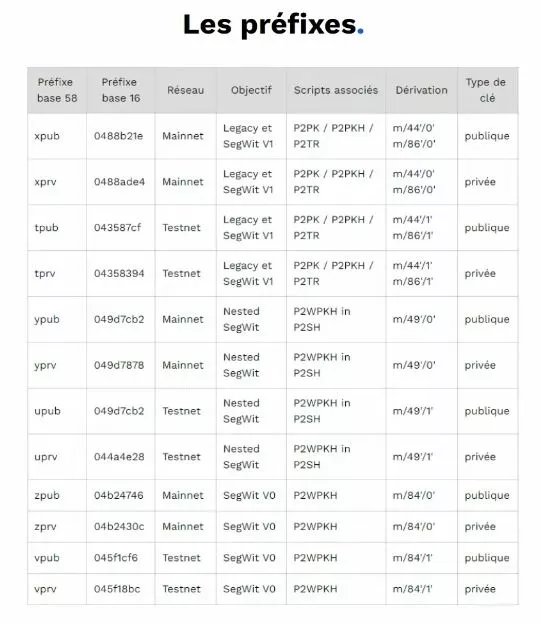 Les préfixes.
Préfixe base 58 Préfixe base 16 Réseau Objectif Scripts associés Dérivation Type de clé
xpub 0488b21e Mainnet Legacy et SegWit V1 P2PK / P2PKH / P2TR m/44'/0' m/86'/0' publique
xprv 0488ade4 Mainnet Legacy et SegWit V1 P2PK / P2PKH / P2TR m/44'/0' m/86'/0' privée
tpub 043587cf Testnet Legacy et SegWit V1 P2PK / P2PKH / P2TR m/44'/1' m/86'/1' publique
tprv 04358394 Testnet Legacy et SegWit V1 P2PK / P2PKH / P2TR m/44'/1' m/86'/1' privée
ypub 049d7cb2 Mainnet Nested SegWit P2WPKH in P2SH m/49'/0' publique
yprv 049d7878 Mainnet Nested SegWit P2WPKH in P2SH m/49'/0' privée
upub 049d7cb2 Testnet Nested SegWit P2WPKH in P2SH m/49'/1' publique
uprv 044a4e28 Testnet Nested SegWit P2WPKH in P2SH m/49'/1' privée
zpub 04b24746 Mainnet SegWit V0 P2WPKH m/84'/0' publique
zprv 04b2430c Mainnet SegWit V0 P2WPKH m/84'/0' privée
vpub 045f1cf6 Testnet SegWit V0 P2WPKH m/84'/1' publique
vprv 045f18bc Testnet SegWit V0 P2WPKH m/84'/1' privée